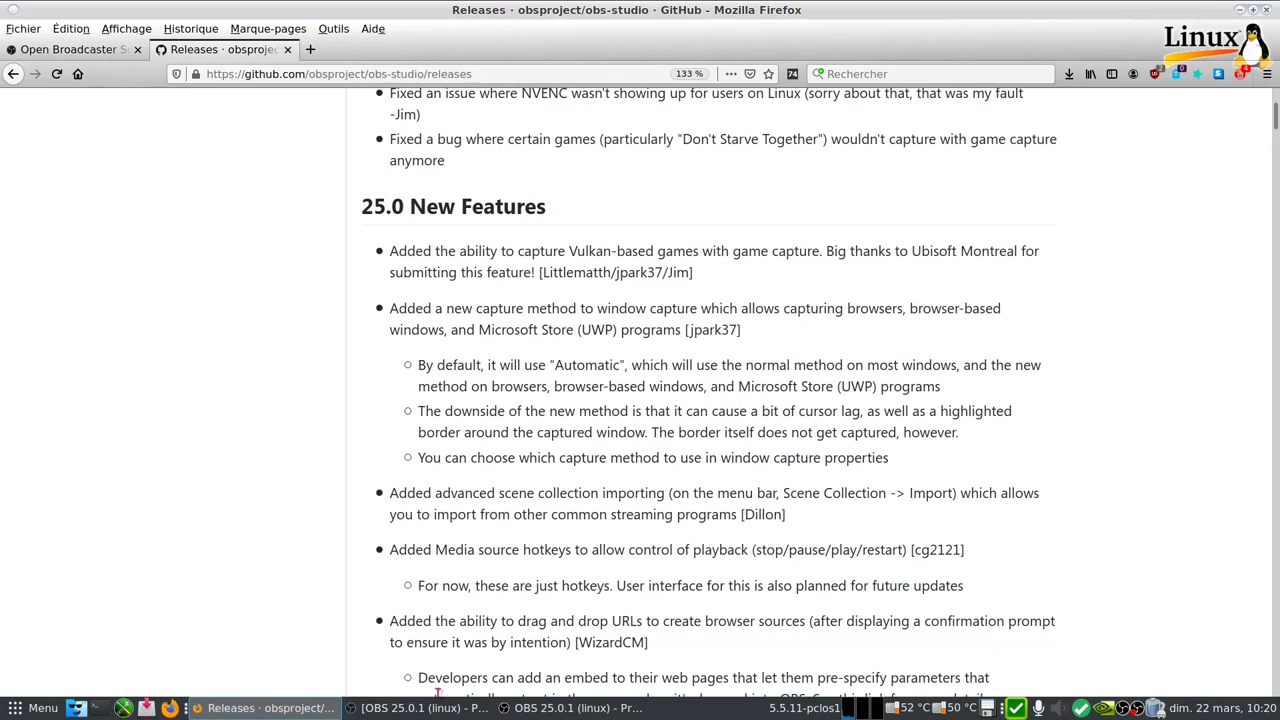 Releases · obsproject/obs-studio · GitHub - Mozilla Firefox
Fichier Édition Affichage Historique Marque-pages Outils Aide
Open Broadcaster S
Releases · obsprojec
Linux
https://github.com/obsproject/obs-studio/releases
133 %
74
Rechercher
Fixed an issue where NVENC wasn't showing up for users on Linux (sorry about that, that was my fault
-Jim)
Fixed a bug where certain games (particularly "Don't Starve Together") wouldn't capture with game capture
anymore
25.0 New Features
Added the ability to capture Vulkan-based games with game capture. Big thanks to Ubisoft Montreal for
submitting this feature! [Littlematth/jpark37/Jim]
Added a new capture method to window capture which allows capturing browsers, browser-based
windows, and Microsoft Store (UWP) programs [jpark37]
By default, it will use "Automatic", which will use the normal method on most windows, and the new
method on browsers, browser-based windows, and Microsoft Store (UWP) programs
The downside of the new method is that it can cause a bit of cursor lag, as well as a highlighted
border around the captured window. The border itself does not get captured, however.
You can choose which capture method to use in window capture properties
Added advanced scene collection importing (on the menu bar, Scene Collection -> Import) which allows
you to import from other common streaming programs [Dillon]
Added Media source hotkeys to allow control of playback (stop/pause/play/restart) [cg2121]
For now, these are just hotkeys. User interface for this is also planned for future updates
Added the ability to drag and drop URLs to create browser sources (after displaying a confirmation prompt
to ensure it was by intention) [WizardCM]
Developers can add an embed to their web pages that let them pre-specify parameters that
Menu
Releases · obsproject/...
[OBS 25.0.1 (linux) - P...
OBS 25.0.1 (linux) - Pr...
5.5.11-pclos1
52 °C
50 °C
dim. 22 mars, 10:20